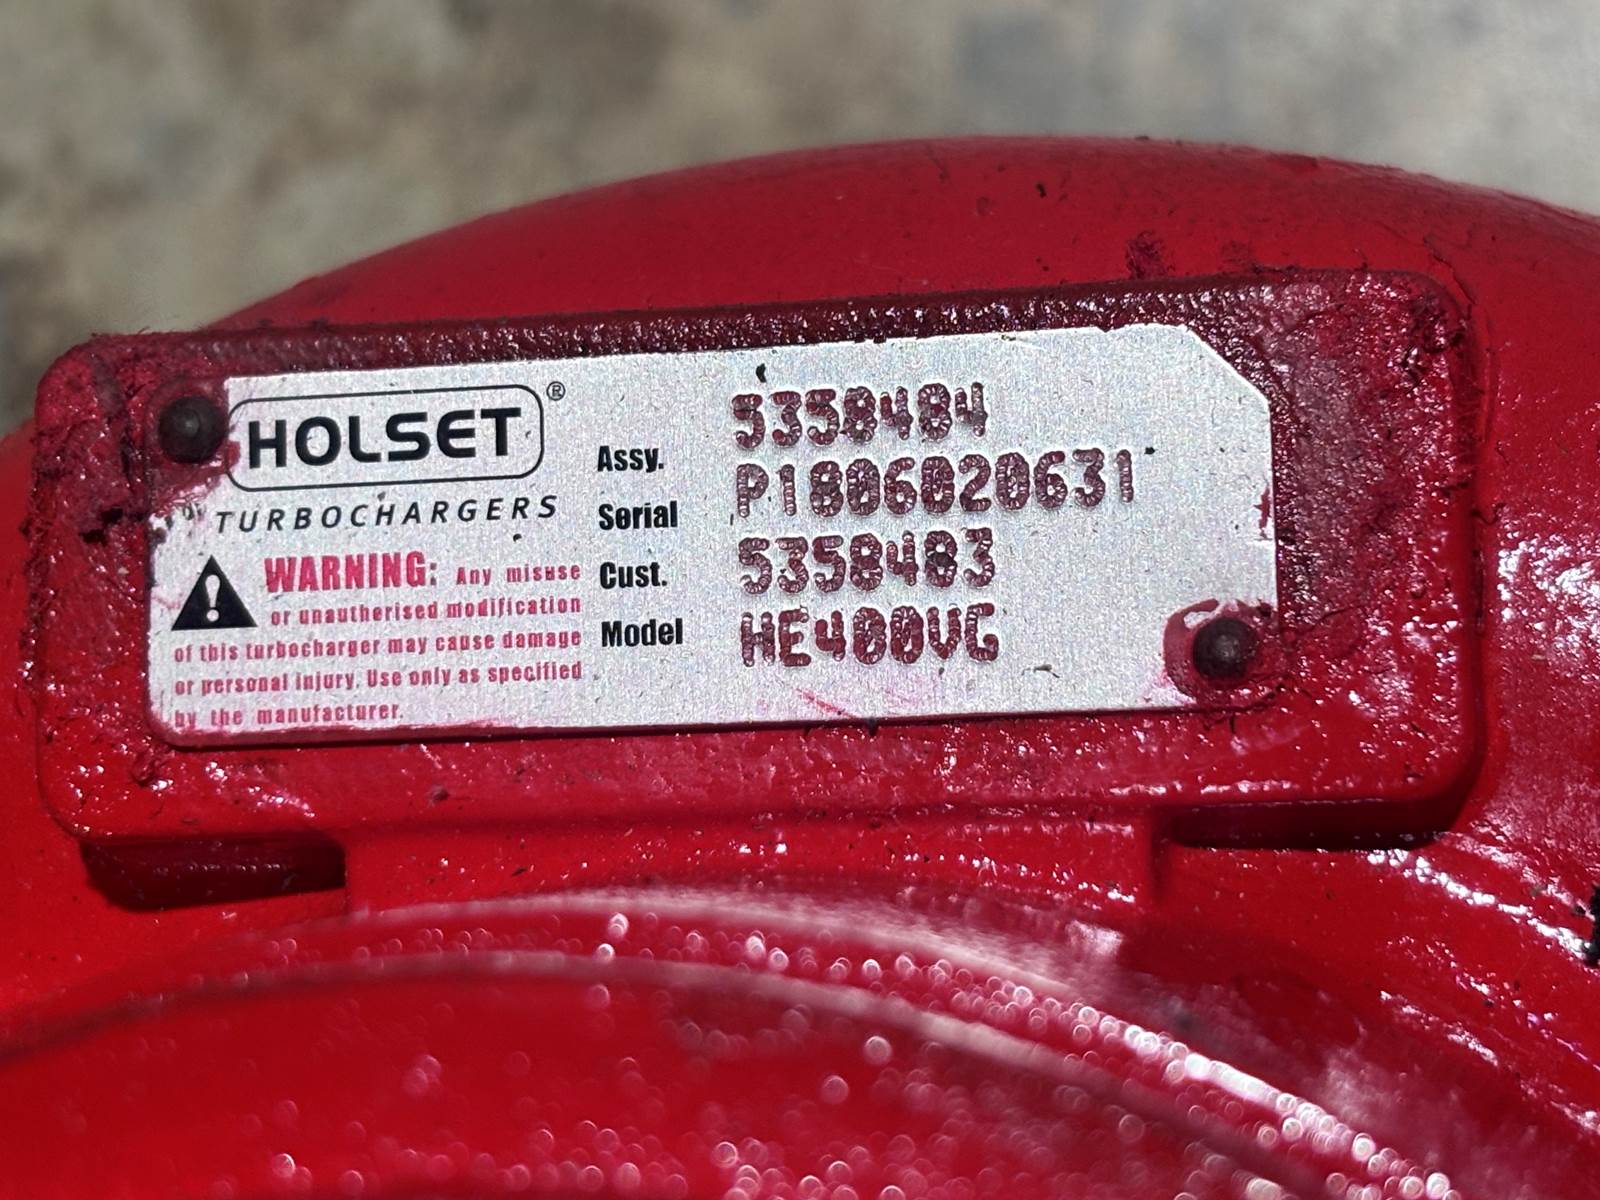 HOLSET®
TURBOCHARGERS
WARNING: Any misuse
or unautherised modification
of this turbocharger may cause damage
or personal injury. Use only as specified
by the manufacturer.
Assy. 5358484
Serial P1806020631
Cust. 5358483
Model HE400VG